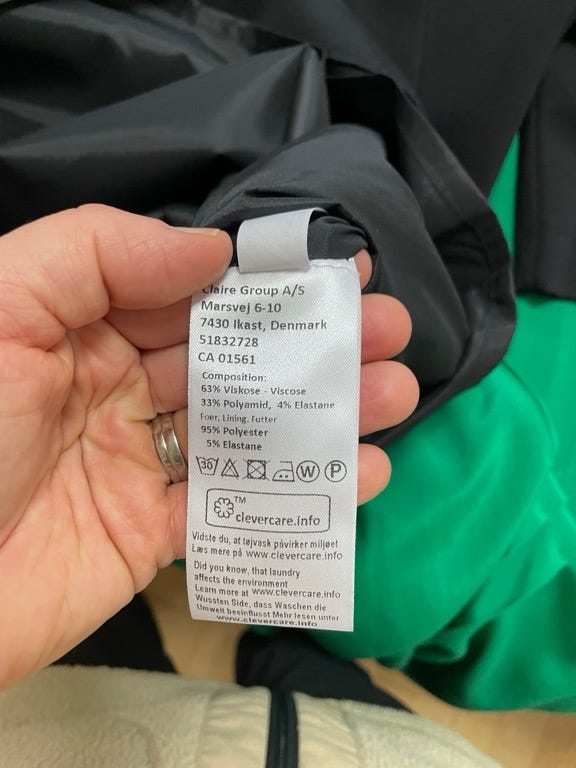 Claire Group A/S
Marsvej 6-10
7430 Ikast, Denmark
51832728
CA 01561
Composition:
63% Viskose - Viscose
33% Polyamid, 4% Elastane
Foer, Lining, Futter
95% Polyester
5% Elastane
30 W P
TM
clevercare.info
Vidste du, at tøjvask påvirker miljøet
Læs mere på www.clevercare.info
Did you know, that laundry
affects the environment
Learn more at www.clevercare.info
Wussten Side, dass Waschen die
Umwelt beeinflusst Mehr lesen unter
www.clevercare.info